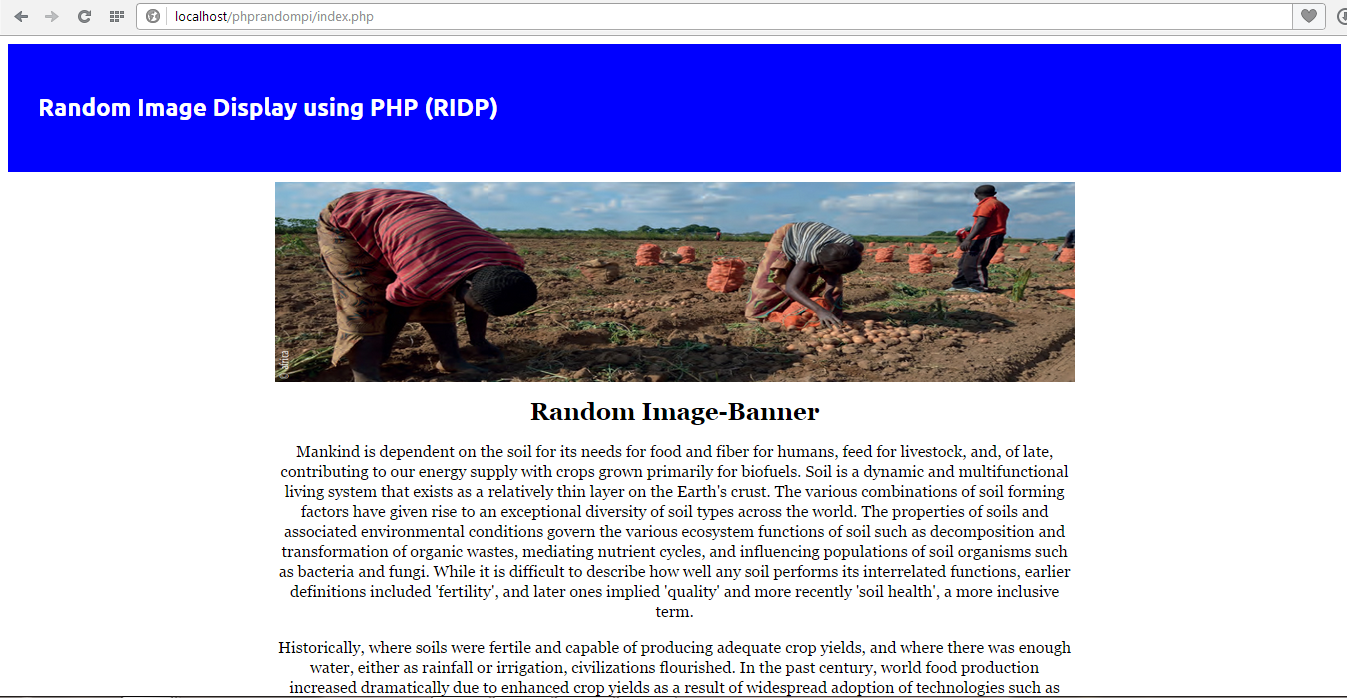 localhost/phprandompi/index.php
Random Image Display using PHP (RIDP)
Random Image-Banner
Mankind is dependent on the soil for its needs for food and fiber for humans, feed for livestock, and, of late,
contributing to our energy supply with crops grown primarily for biofuels. Soil is a dynamic and multifunctional
living system that exists as a relatively thin layer on the Earth's crust. The various combinations of soil forming
factors have given rise to an exceptional diversity of soil types across the world. The properties of soils and
associated environmental conditions govern the various ecosystem functions of soil such as decomposition and
transformation of organic wastes, mediating nutrient cycles, and influencing populations of soil organisms such
as bacteria and fungi. While it is difficult to describe how well any soil performs its interrelated functions, earlier
definitions included 'fertility', and later ones implied 'quality' and more recently 'soil health', a more inclusive
term.
Historically, where soils were fertile and capable of producing adequate crop yields, and where there was enough
water, either as rainfall or irrigation, civilizations flourished. In the past century, world food production
increased dramatically due to enhanced crop yields as a result of widespread adoption of technologies such as